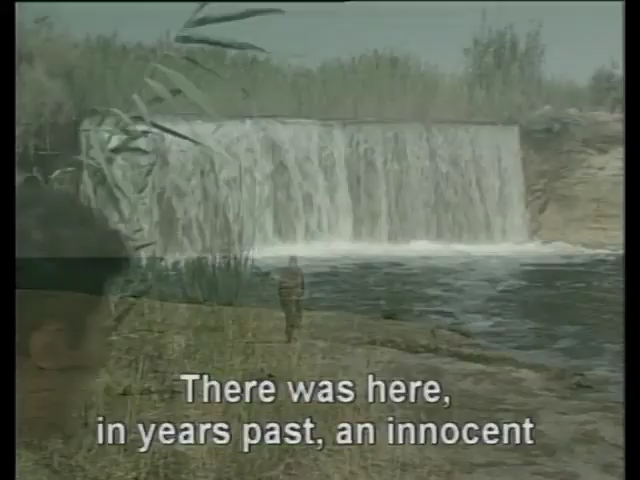 There was here,
in years past, an innocent